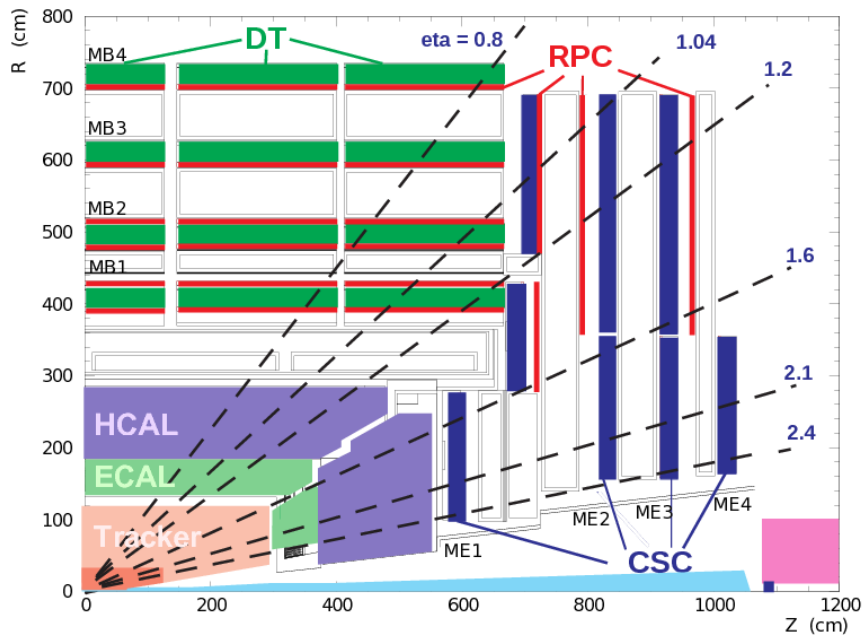 R (cm)
800
700
600
500
400
300
200
100
0
MB4
MB3
MB2
MB1
DT
eta = 0.8
RPC
1.04
1.2
1.6
2.1
2.4
HCAL
ECAL
Tracker
ME1
ME2
ME3
ME4
CSC
0
200
400
600
800
1000
1200
Z (cm)